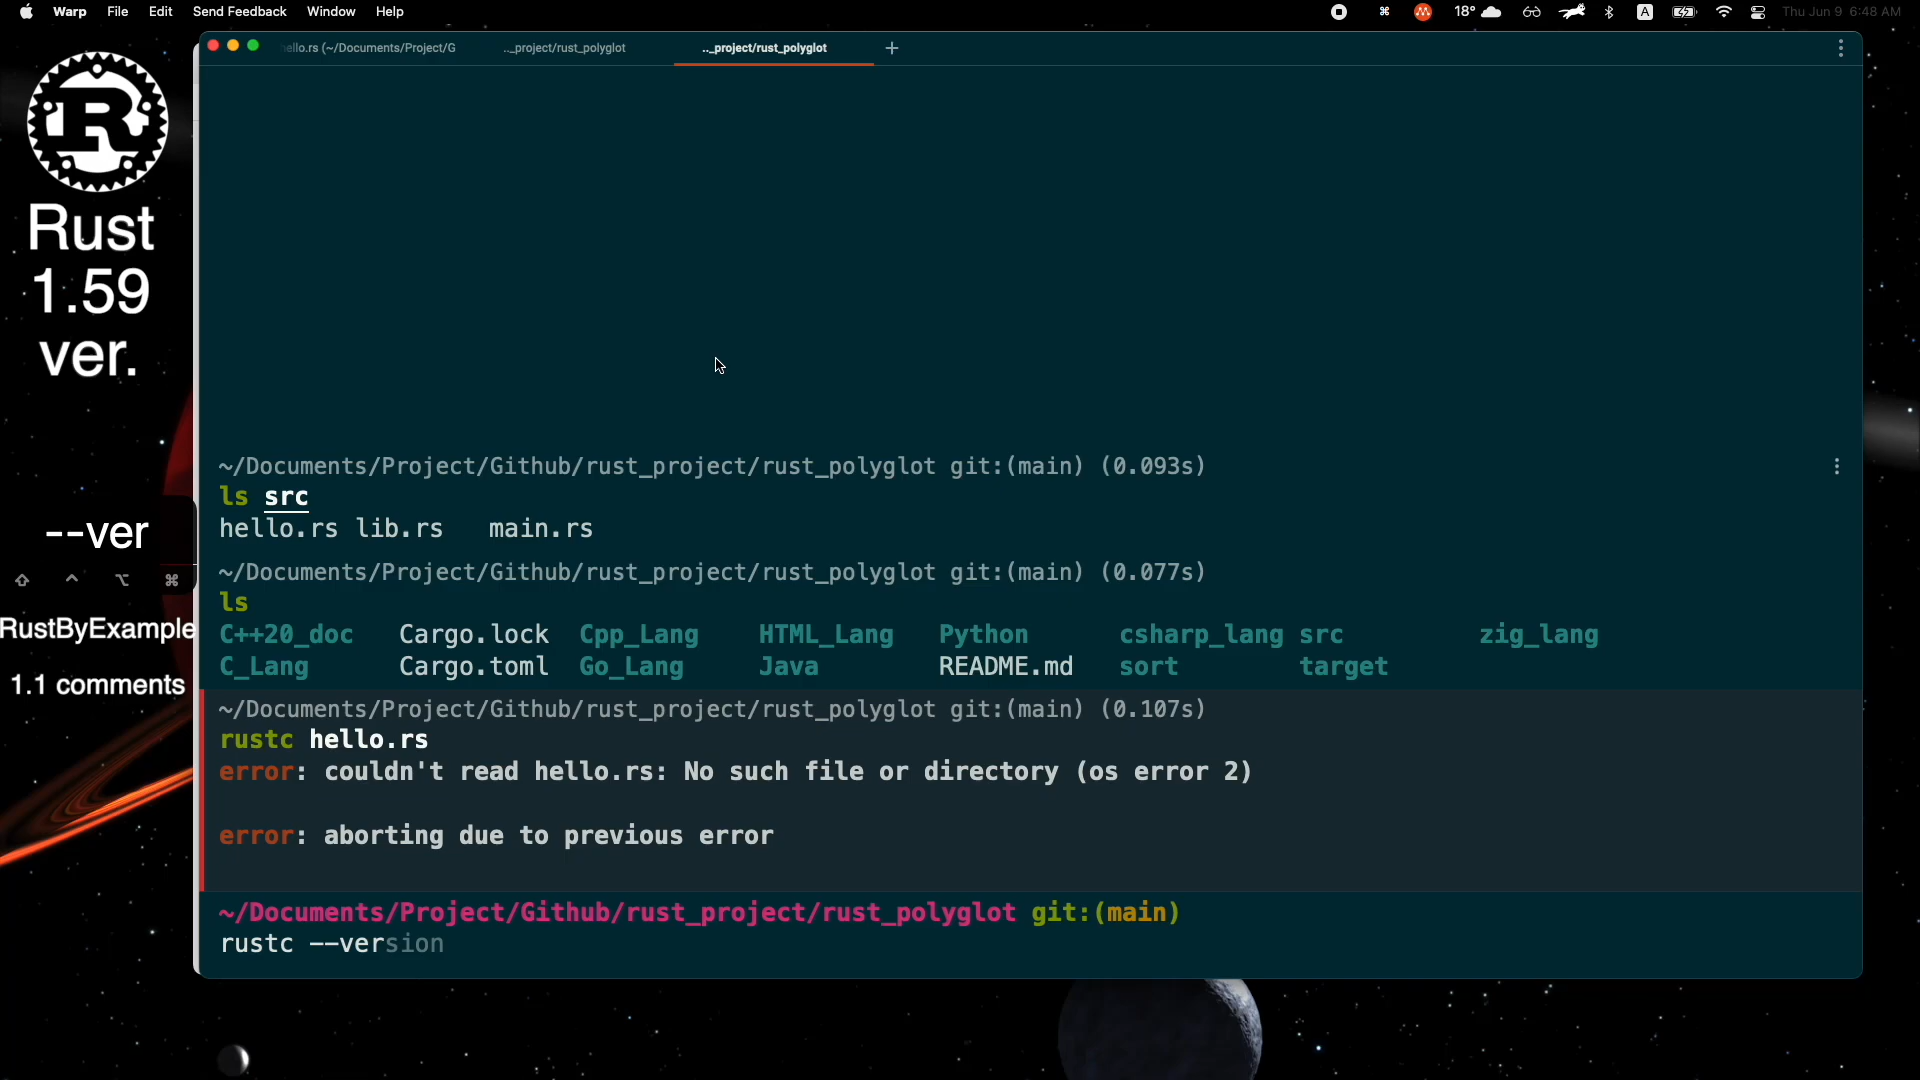 Warp File Edit Send Feedback Window Help
18° A Thu Jun 9 6:48 AM
ello.rs (~/Documents/Project/G
.._project/rust_polyglot
.._project/rust_polyglot
+
R
Rust
1.59
ver.
--ver
⇧ ⌃ ⌥ ⌘
RustByExample
1.1 comments
~/Documents/Project/Github/rust_project/rust_polyglot git:(main) (0.093s)
ls src
hello.rs lib.rs main.rs
~/Documents/Project/Github/rust_project/rust_polyglot git:(main) (0.077s)
ls
C++20_doc Cargo.lock Cpp_Lang HTML_Lang Python csharp_lang src zig_lang
C_Lang Cargo.toml Go_Lang Java README.md sort target
~/Documents/Project/Github/rust_project/rust_polyglot git:(main) (0.107s)
rustc hello.rs
error: couldn't read hello.rs: No such file or directory (os error 2)
error: aborting due to previous error
~/Documents/Project/Github/rust_project/rust_polyglot git:(main)
rustc --version